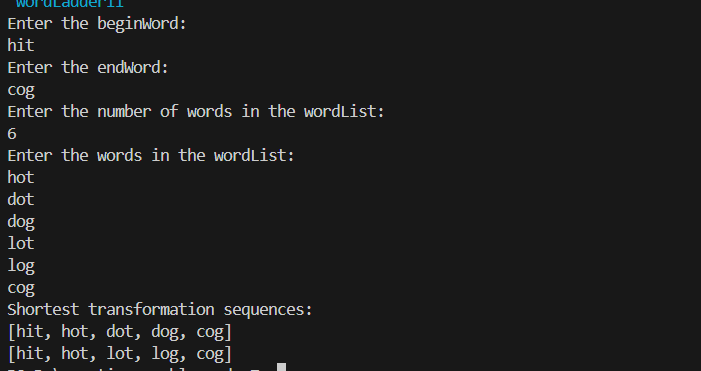 wordLadder11
Enter the beginWord:
hit
Enter the endWord:
cog
Enter the number of words in the wordList:
6
Enter the words in the wordList:
hot
dot
dog
lot
log
cog
Shortest transformation sequences:
[hit, hot, dot, dog, cog]
[hit, hot, lot, log, cog]